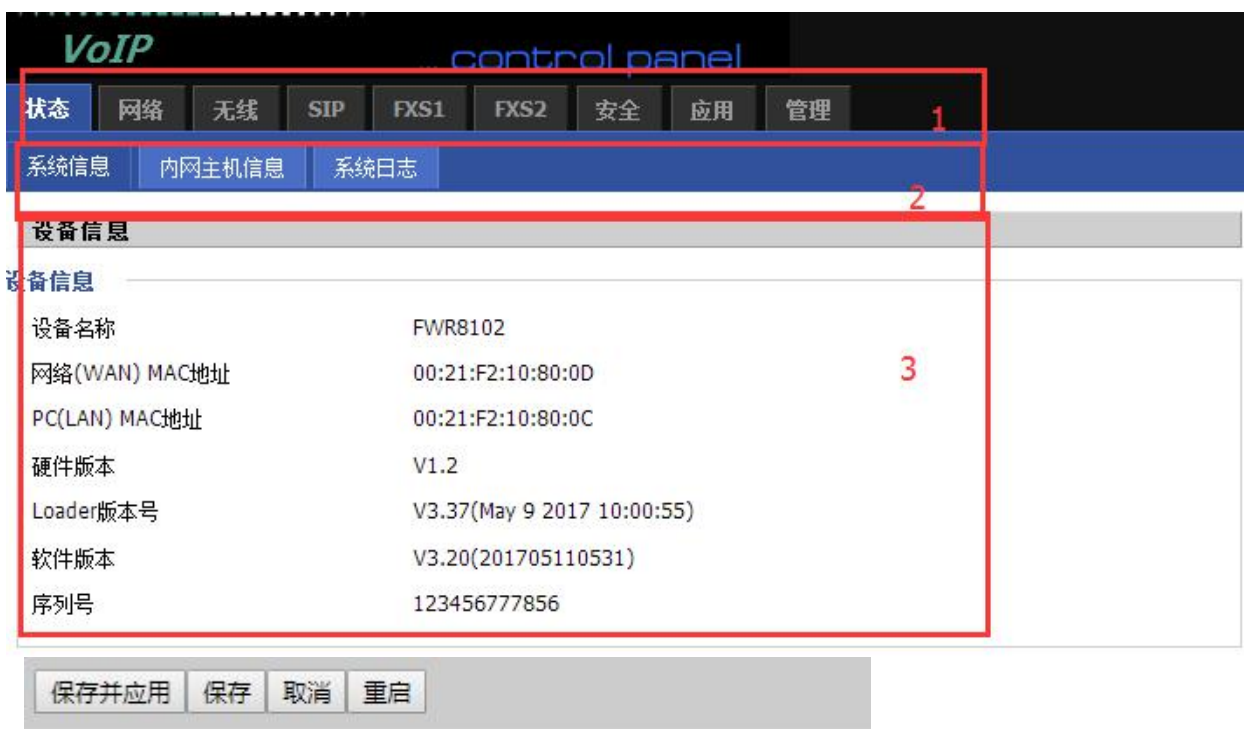 VoIP ... control panel
状态 网络 无线 SIP FXS1 FXS2 安全 应用 管理 1
系统信息 内网主机信息 系统日志 2
设备信息
设备信息
设备名称 FWR8102
网络(WAN) MAC地址 00:21:F2:10:80:0D 3
PC(LAN) MAC地址 00:21:F2:10:80:0C
硬件版本 V1.2
Loader版本号 V3.37(May 9 2017 10:00:55)
软件版本 V3.20(201705110531)
序列号 123456777856
保存并应用 保存 取消 重启